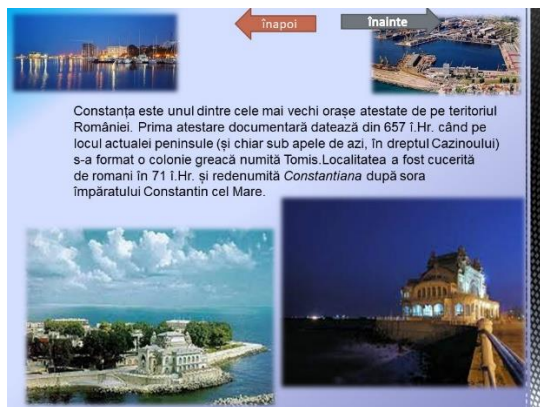 înapoi
înainte
Constanța este unul dintre cele mai vechi orașe atestate de pe teritoriul
României. Prima atestare documentară datează din 657 î.Hr. când pe
locul actualei peninsule (și chiar sub apele de azi, în dreptul Cazinoului)
s-a format o colonie greacă numită Tomis.Localitatea a fost cucerită
de romani în 71 î.Hr. și redenumită Constantiana după sora
împăratului Constantin cel Mare.